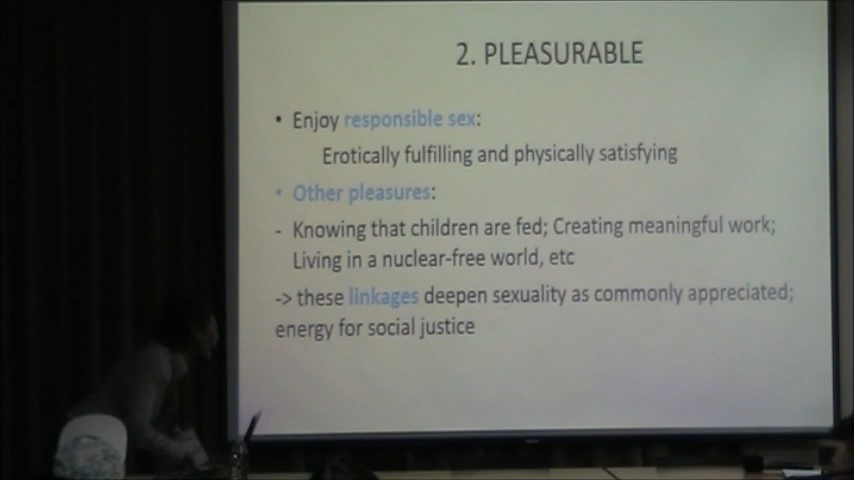 2. PLEASURABLE
• Enjoy responsible sex:
Erotically fulfilling and physically satisfying
• Other pleasures:
- Knowing that children are fed; Creating meaningful work;
Living in a nuclear-free world, etc
-> these linkages deepen sexuality as commonly appreciated;
energy for social justice